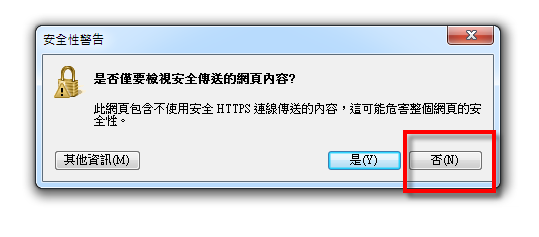 安全性警告
是否僅要檢視安全傳送的網頁內容?
此網頁包含不使用安全 HTTPS 連線傳送的內容，這可能危害整個網頁的安
全性。
其他資訊(M)
是(Y)
否(N)